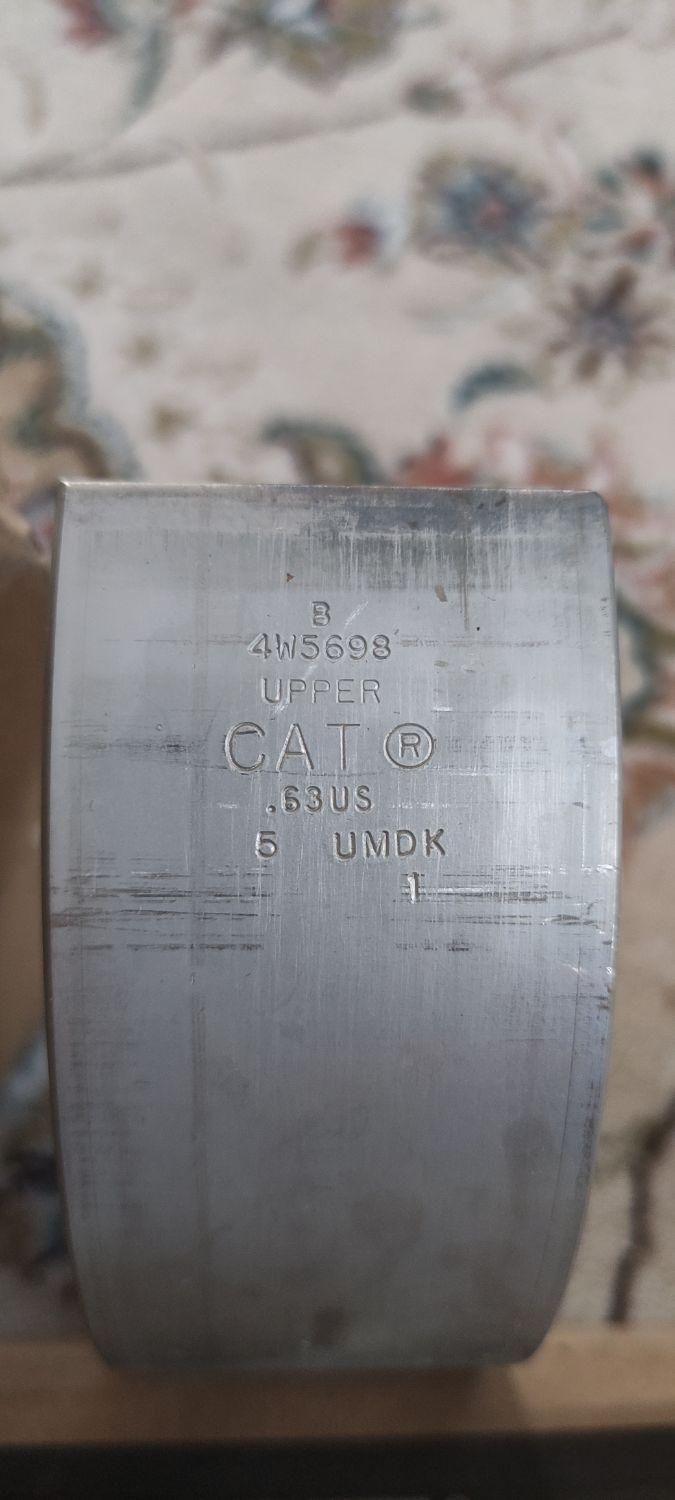 B
4W5698
UPPER
CAT ®
.63US
5 UMDK
1